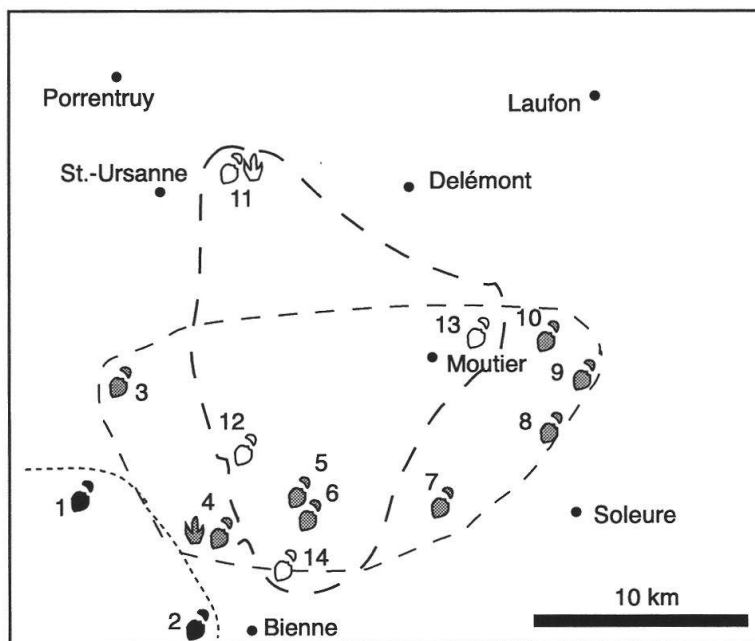 Porrentruy
Laufon
St.-Ursanne
Delémont
11
13
10
Moutier
9
3
8
12
5
6
7
4
1
Soleure
14
10 km
2
Bienne